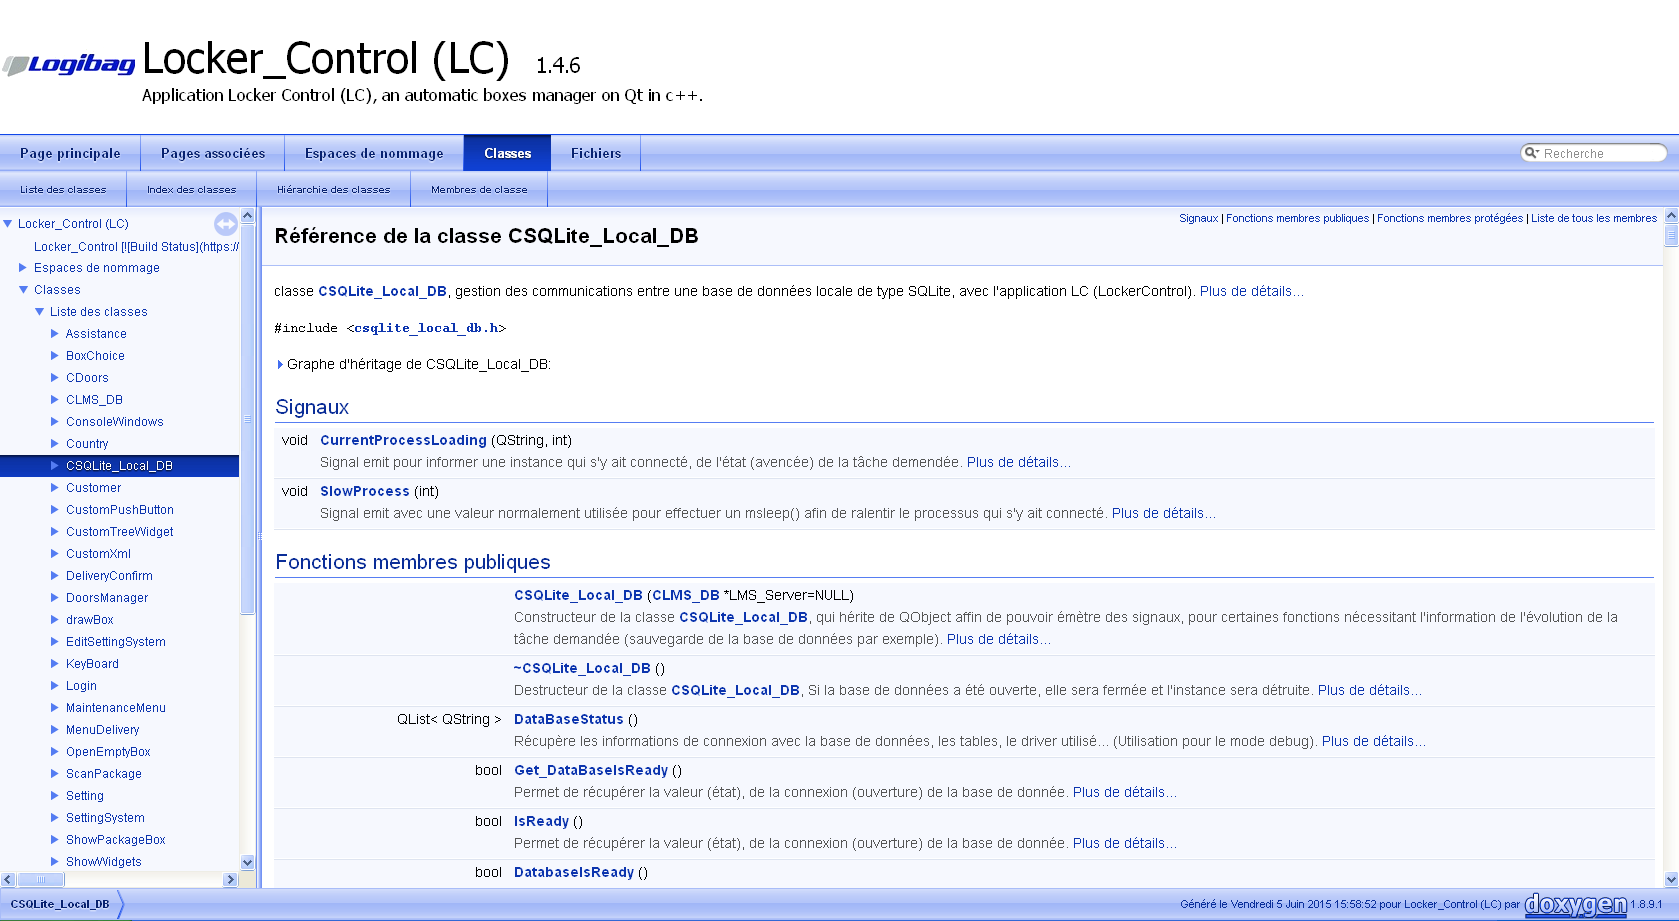 Logibag
Locker_Control (LC) 1.4.6
Application Locker Control (LC), an automatic boxes manager on Qt in c++.
Page principale
Pages associées
Espaces de nommage
Classes
Fichiers
Recherche
Liste des classes
Index des classes
Hiérarchie des classes
Membres de classe
Locker_Control (LC)
Locker_Control [![Build Status](https://
Espaces de nommage
Classes
Liste des classes
Assistance
BoxChoice
CDoors
CLMS_DB
ConsoleWindows
Country
CSQLite_Local_DB
Customer
CustomPushButton
CustomTreeWidget
CustomXml
DeliveryConfirm
DoorsManager
drawBox
EditSettingSystem
KeyBoard
Login
MaintenanceMenu
MenuDelivery
OpenEmptyBox
ScanPackage
Setting
SettingSystem
ShowPackageBox
ShowWidgets
Signaux | Fonctions membres publiques | Fonctions membres protégées | Liste de tous les membres
Référence de la classe CSQLite_Local_DB
classe CSQLite_Local_DB, gestion des communications entre une base de données locale de type SQLite, avec l'application LC (LockerControl). Plus de détails...
#include <csqlite_local_db.h>
Graphe d'héritage de CSQLite_Local_DB:
Signaux
void CurrentProcessLoading (QString, int)
Signal emit pour informer une instance qui s'y ait connecté, de l'état (avencée) de la tâche demendée. Plus de détails...
void SlowProcess (int)
Signal emit avec une valeur normalement utilisée pour effectuer un msleep() afin de ralentir le processus qui s'y ait connecté. Plus de détails...
Fonctions membres publiques
CSQLite_Local_DB (CLMS_DB *LMS_Server=NULL)
Constructeur de la classe CSQLite_Local_DB, qui hérite de QObject affin de pouvoir émètre des signaux, pour certaines fonctions nécessitant l'information de l'évolution de la
tâche demandée (sauvegarde de la base de données par exemple). Plus de détails...
~CSQLite_Local_DB ()
Destructeur de la classe CSQLite_Local_DB, Si la base de données a été ouverte, elle sera fermée et l'instance sera détruite. Plus de détails...
QList< QString > DataBaseStatus ()
Récupère les informations de connexion avec la base de données, les tables, le driver utilisé... (Utilisation pour le mode debug). Plus de détails...
bool Get_DataBaseIsReady ()
Permet de récupérer la valeur (état), de la connexion (ouverture) de la base de donnée. Plus de détails...
bool IsReady ()
Permet de récupérer la valeur (état), de la connexion (ouverture) de la base de donnée. Plus de détails...
bool DatabaseIsReady ()
CSQLite_Local_DB
Généré le Vendredi 5 Juin 2015 15:58:52 pour Locker_Control (LC) par doxygen 1.8.9.1